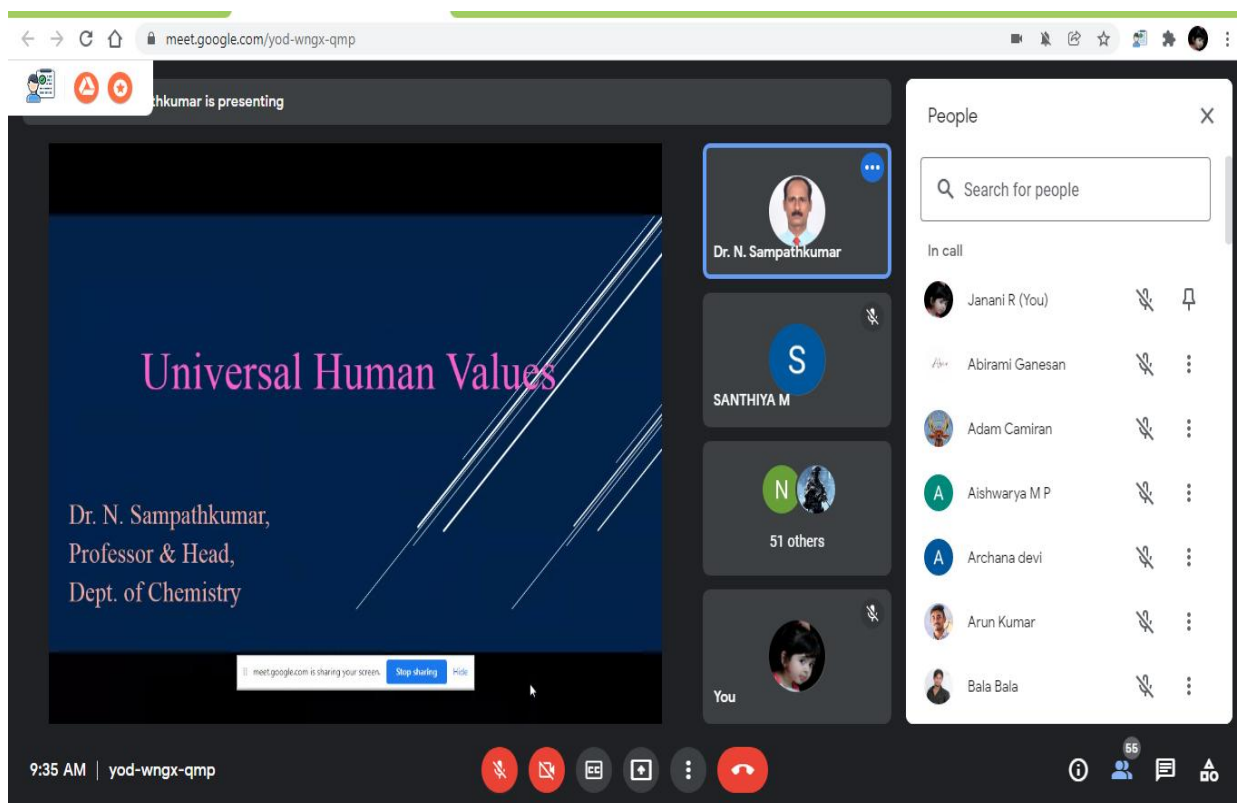 meet.google.com/yod-wngx-qmp
thkumar is presenting
Universal Human Values
Dr. N. Sampathkumar,
Professor & Head,
Dept. of Chemistry
meet.google.com is sharing your screen. Stop sharing Hide
Dr. N. Sampathkumar
S
SANTHIYA M
N
51 others
You
People
Search for people
In call
Janani R (You)
Abirami Ganesan
Adam Camiran
A Aishwarya M P
A Archana devi
Arun Kumar
Bala Bala
9:35 AM | yod-wngx-qmp
CC
55